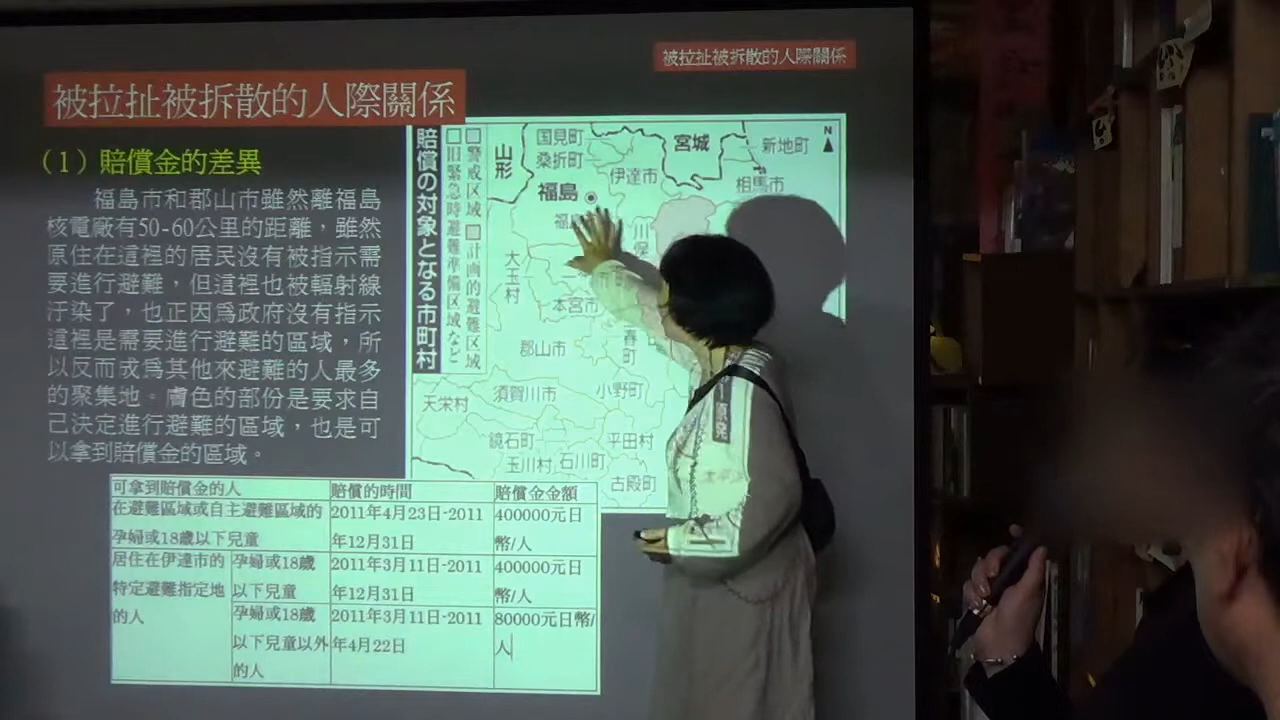 被拉扯被拆散的人際關係
被拉扯被拆散的人際關係
（1）賠償金的差異
福島市和郡山市雖然離福島
核電廠有50-60公里的距離，雖然
原住在這裡的居民沒有被指示需
要進行避難，但這裡也被輻射線
汙染了，也正因為政府沒有指示
這裡是需要進行避難的區域，所
以反而成為其他來避難的人最多
的聚集地。膚色的部份是要求自
己決定進行避難的區域，也是可
以拿到賠償金的區域。
賠償の対象となる市町村
警戒区域
計画的避難区域
旧緊急時避難準備区域など
山形
国見町
桑折町
宮城
新地町
N
伊達市
相馬市
福島
大玉村
本宮市
郡山市
須賀川市
小野町
天栄村
鏡石町
平田村
玉川村
石川町
古殿町
原発
可拿到賠償金的人
賠償的時間
賠償金金額
在避難區域或自主避難區域的
孕婦或18歲以下兒童
2011年4月23日-2011
年12月31日
400000元日
幣/人
居住在伊達市的
特定避難指定地
的人
孕婦或18歲
以下兒童
2011年3月11日-2011
年12月31日
400000元日
幣/人
孕婦或18歲
以下兒童以外
的人
2011年3月11日-2011
年4月22日
80000元日幣/
人